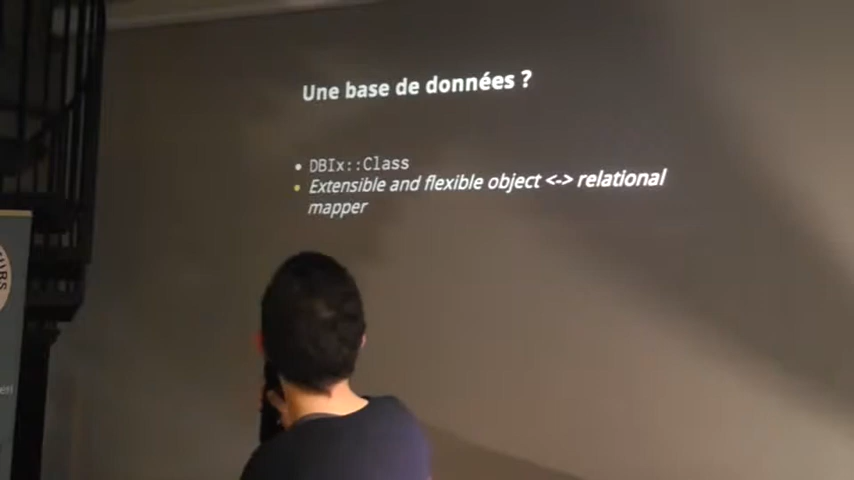 Une base de données ?
• DBIx::Class
• Extensible and flexible object <-> relational
mapper